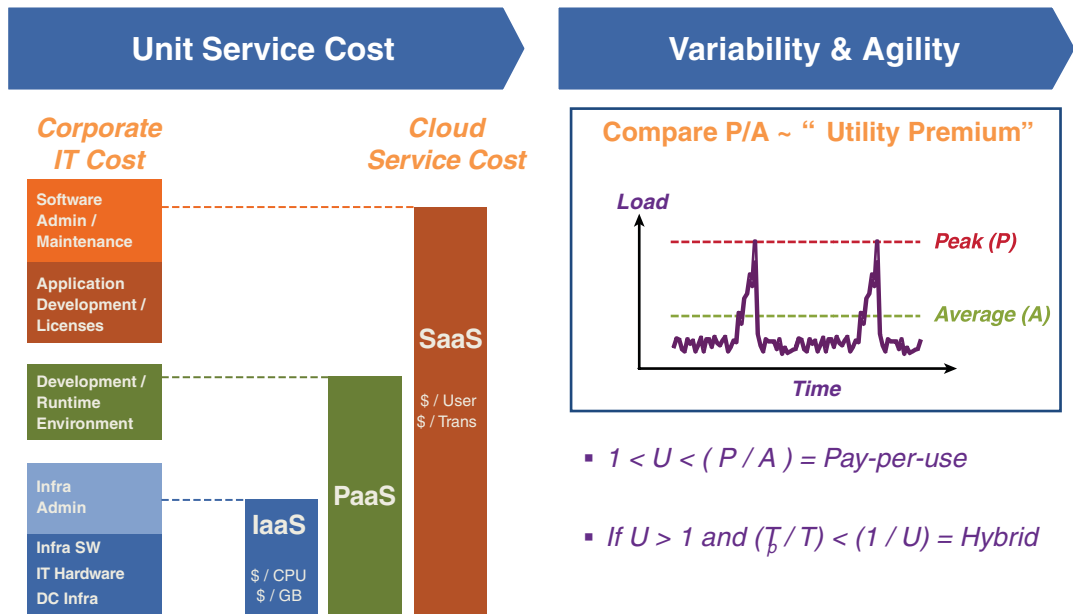 Unit Service Cost
Corporate
IT Cost
Cloud
Service Cost
Software
Admin /
Maintenance
Application
Development /
Licenses
Development /
Runtime
Environment
Infra
Admin
Infra SW
IT Hardware
DC Infra
IaaS
$ / CPU
$ / GB
PaaS
SaaS
$ / User
$ / Trans
Variability & Agility
Compare P/A ~ “ Utility Premium”
Load
Peak (P)
Average (A)
Time
▪ 1 < U < ( P / A ) = Pay-per-use
▪ If U > 1 and (Tp / T) < (1 / U) = Hybrid